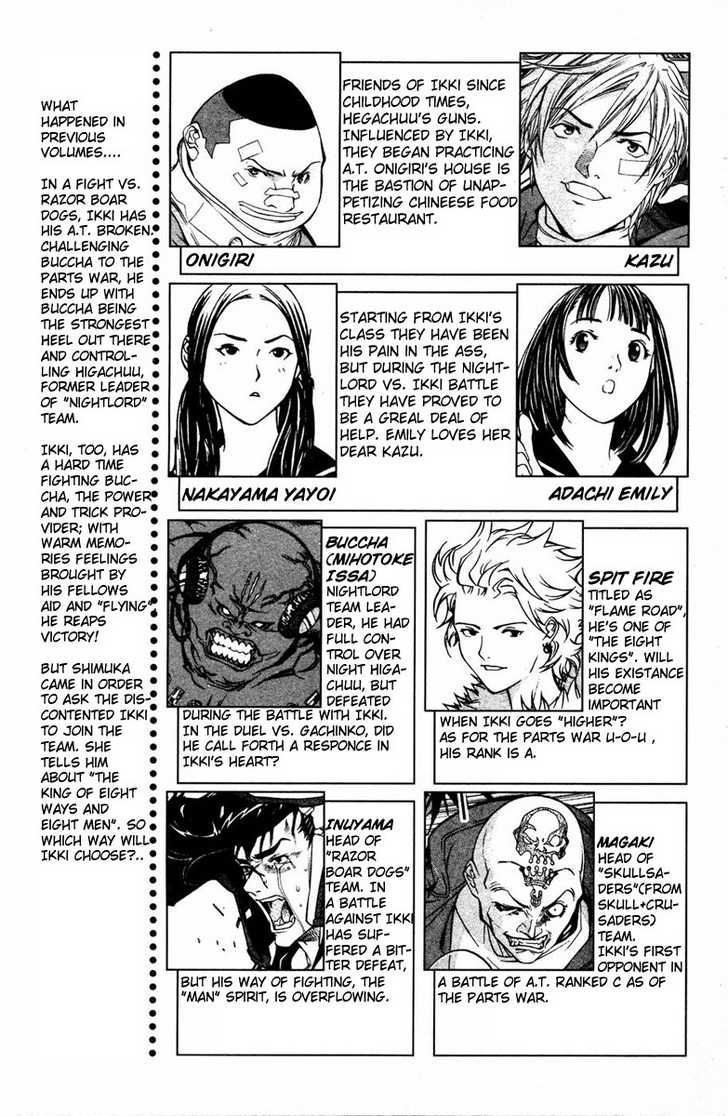 WHAT
HAPPENED IN
PREVIOUS
VOLUMES....
IN A FIGHT VS.
RAZOR BOAR
DOGS, IKKI HAS
HIS A.T. BROKEN.
CHALLENGING
BUCCHA TO THE
PARTS WAR, HE
ENDS UP WITH
BUCCHA BEING
THE STRONGEST
HEEL OUT THERE
AND CONTROL-
LING HIGACHUU,
FORMER LEADER
OF "NIGHTLORD"
TEAM.
IKKI, TOO, HAS
A HARD TIME
FIGHTING BUC-
CHA, THE POWER
AND TRICK PRO-
VIDER; WITH
WARM MEMO-
RIES FEELINGS
BROUGHT BY
HIS FELLOWS
AID AND "FLYING",
HE REAPS
VICTORY!
BUT SHIMUKA
CAME IN ORDER
TO ASK THE DIS-
CONTENTED IKKI
TO JOIN THE
TEAM. SHE
TELLS HIM
ABOUT "THE
KING OF EIGHT
WAYS AND
EIGHT MEN". SO
WHICH WAY WILL
IKKI CHOOSE?..
FRIENDS OF IKKI SINCE
CHILDHOOD TIMES,
HEGACHUU'S GUNS.
INFLUENCED BY IKKI,
THEY BEGAN PRACTICING
A.T. ONIGIRI'S HOUSE IS
THE BASTION OF UNAP-
PETIZING CHINEESE FOOD
RESTAURANT.
ONIGIRI
KAZU
STARTING FROM IKKI'S
CLASS THEY HAVE BEEN
HIS PAIN IN THE ASS,
BUT DURING THE NIGHT-
LORD VS. IKKI BATTLE
THEY HAVE PROVED TO
BE A GREAL DEAL OF
HELP. EMILY LOVES HER
DEAR KAZU.
NAKAYAMA YAYOI
ADACHI EMILY
BUCCHA
(MIHOTOKE
ISSA)
NIGHTLORD
TEAM LEA-
DER, HE HAD
FULL CON-
TROL OVER
NIGHT HIGA-
CHUU, BUT
DEFEATED
DURING THE BATTLE WITH IKKI.
IN THE DUEL VS. GACHINKO, DID
HE CALL FORTH A RESPONCE IN
IKKI'S HEART?
SPIT FIRE
TITLED AS
"FLAME ROAD",
HE'S ONE OF
"THE EIGHT
KINGS". WILL
HIS EXISTANCE
BECOME
IMPORTANT
WHEN IKKI GOES "HIGHER"?
AS FOR THE PARTS WAR U-O-U ,
HIS RANK IS A.
INUYAMA
HEAD OF
"RAZOR
BOAR DOGS"
TEAM. IN
A BATTLE
AGAINST IKKI
HAS SUF-
FERED A BIT-
TER DEFEAT,
BUT HIS WAY OF FIGHTING, THE
"MAN" SPIRIT, IS OVERFLOWING.
MAGAKI
HEAD OF
"SKULLSA-
DERS"(FROM
SKULL+CRU-
SADERS)
TEAM.
IKKI'S FIRST
OPPONENT IN
A BATTLE OF A.T. RANKED C AS OF
THE PARTS WAR.